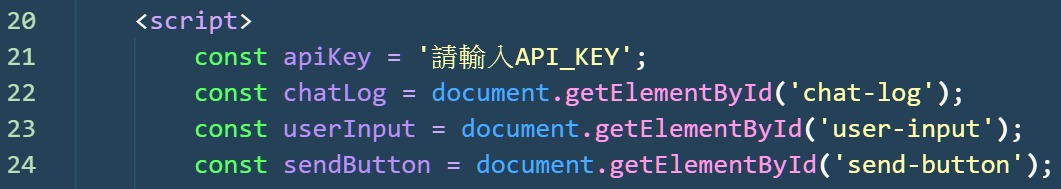 20 <script>
21 const apiKey = '請輸入API_KEY';
22 const chatLog = document.getElementById('chat-log');
23 const userInput = document.getElementById('user-input');
24 const sendButton = document.getElementById('send-button');